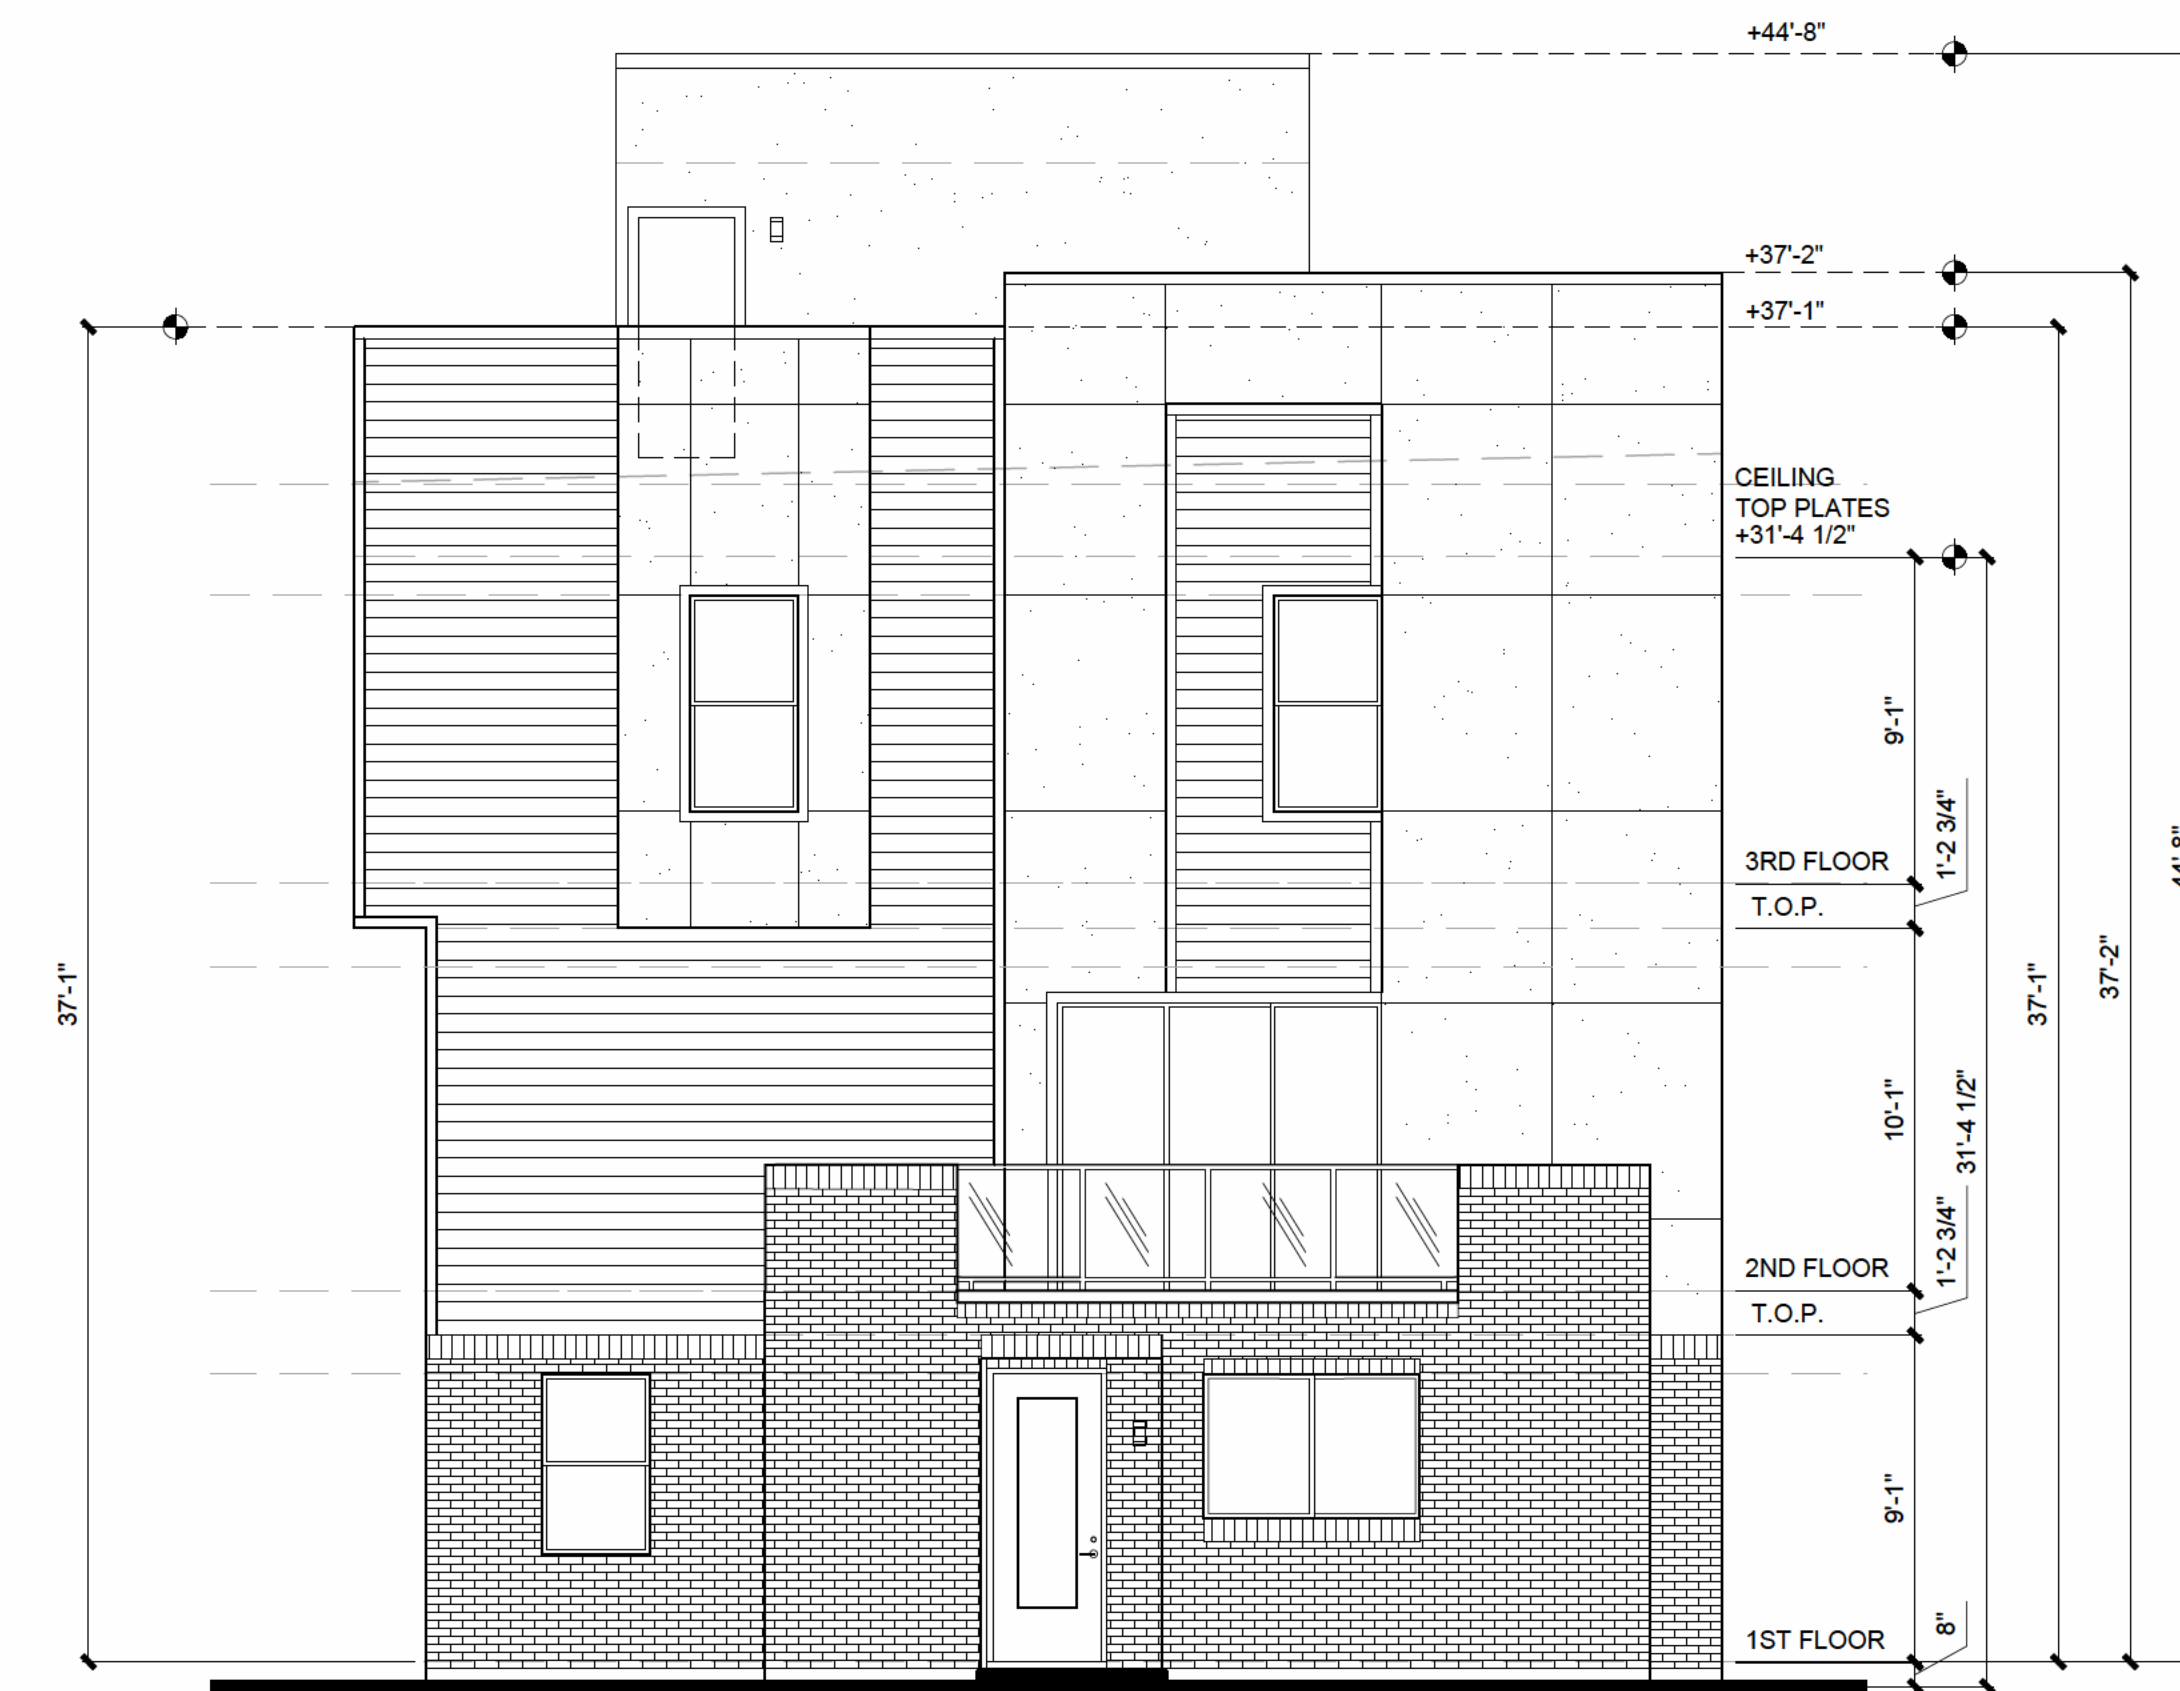 +44'-8"
+37'-2"
+37'-1"
CEILING
TOP PLATES
+31'-4 1/2"
9'-1"
1'-2 3/4"
44'-8"
3RD FLOOR
T.O.P.
37'-1"
37'-1"
37'-2"
10'-1"
31'-4 1/2"
1'-2 3/4"
2ND FLOOR
T.O.P.
9'-1"
8"
1ST FLOOR